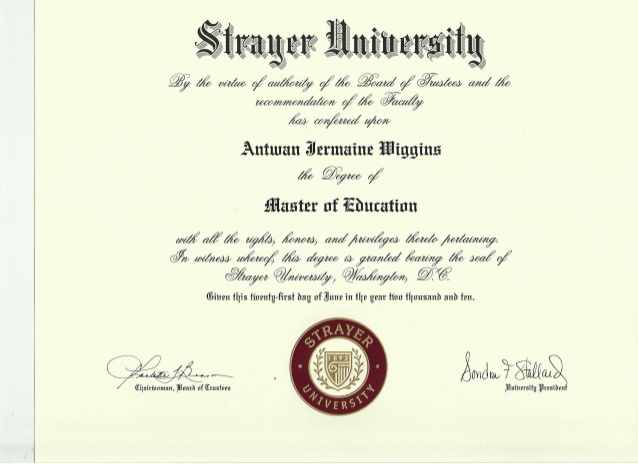 Strayer University
By the virtue of authority of the Board of Trustees and the
recommendation of the Faculty
has conferred upon
Antwan Jermaine Wiggins
the Degree of
Master of Education
with all the rights, honors, and privileges thereto pertaining.
In witness whereof, this degree is granted bearing the seal of
Strayer University, Washington, D.C.
Given this twenty-first day of June in the year two thousand and ten.
STRAYER
1892
UNIVERSITY
Chairwoman, Board of Trustees
Sondra F Stallard
University President